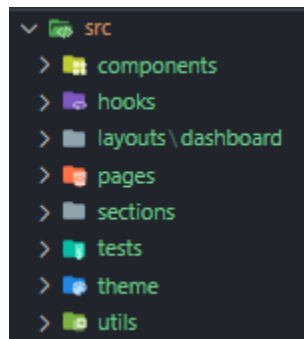 src
components
hooks
layouts\dashboard
pages
sections
tests
theme
utils